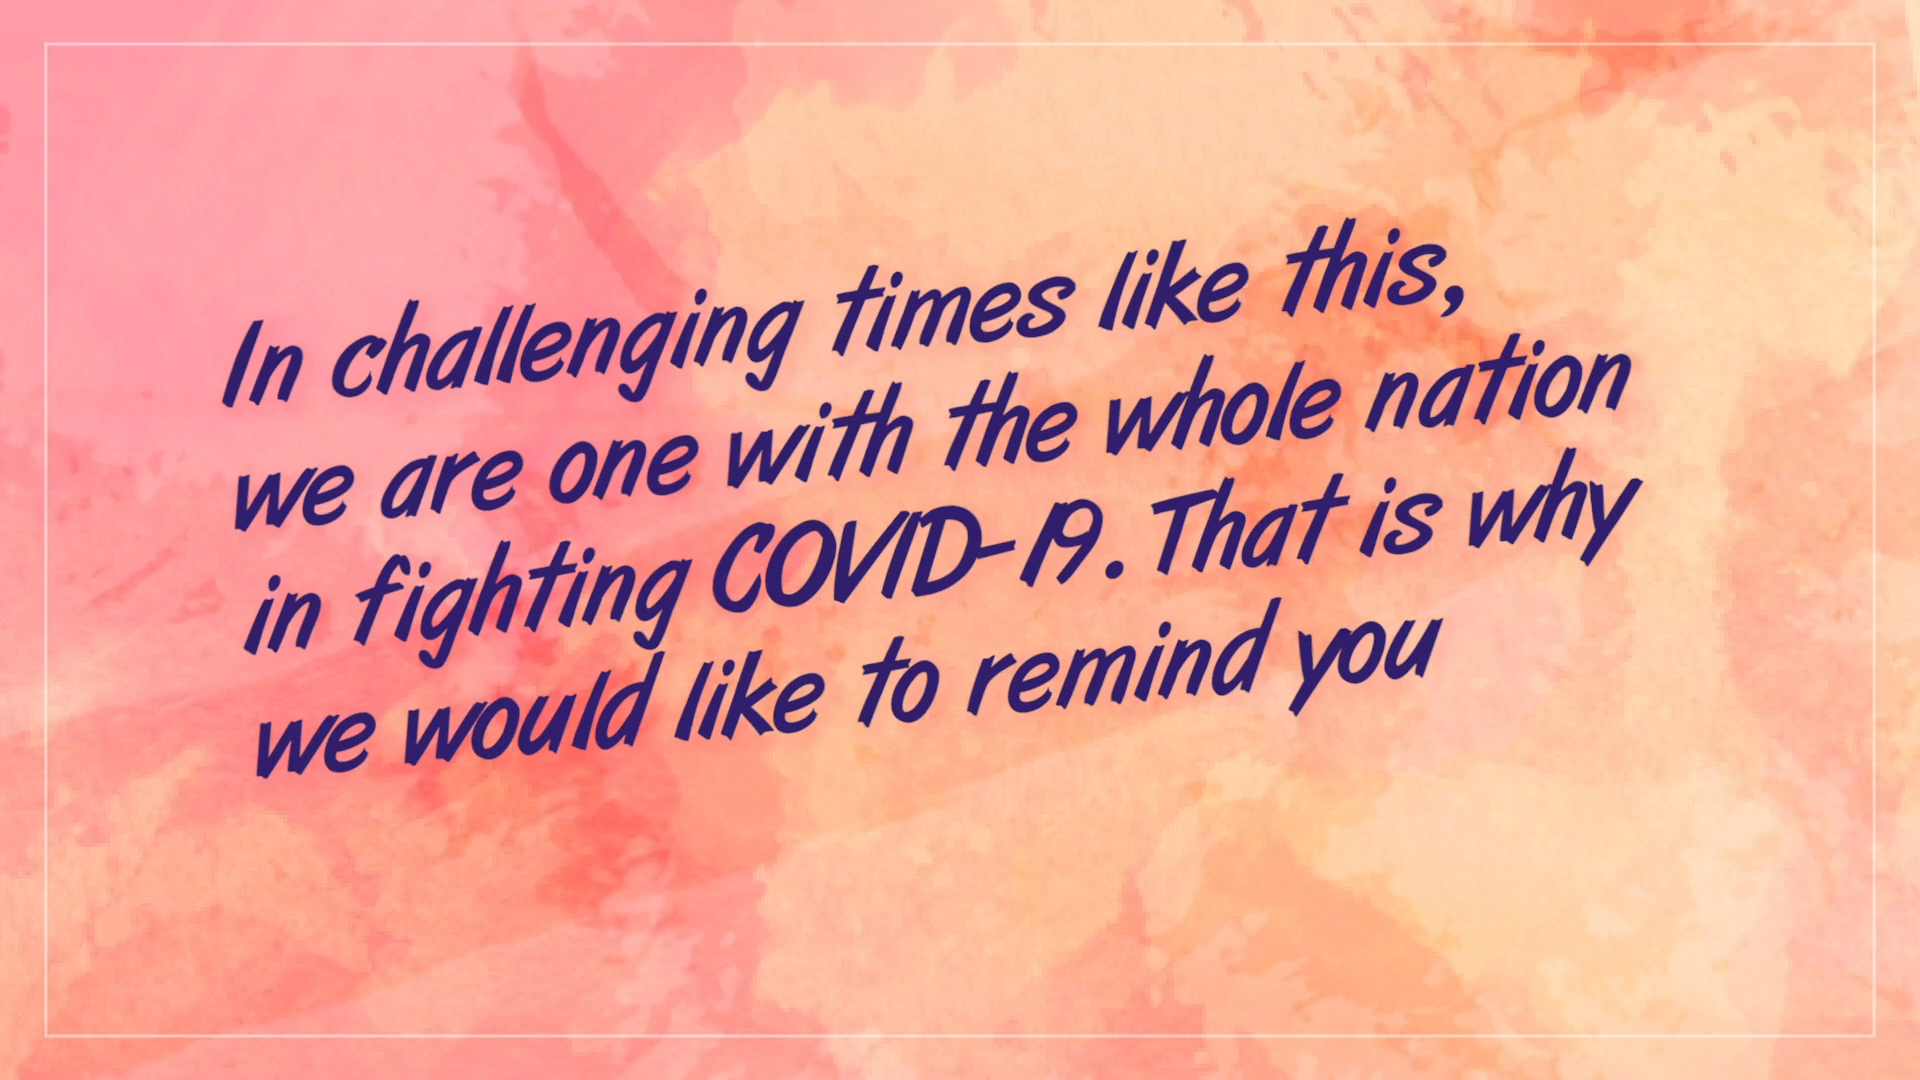 In challenging times like this,
we are one with the whole nation
in fighting COVID-19. That is why
we would like to remind you